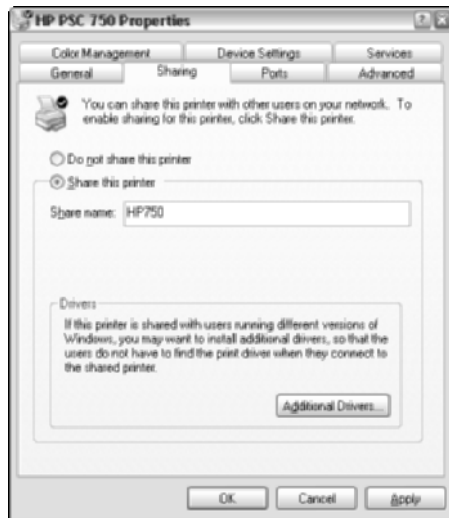 HP PSC 750 Properties
Color Management Device Settings Services
General Sharing Ports Advanced
You can share this printer with other users on your network. To
enable sharing for this printer, click Share this printer.
Do not share this printer
Share this printer
Share name: HP750
Drivers
If this printer is shared with users running different versions of
Windows, you may want to install additional drivers, so that the
users do not have to find the print driver when they connect to
the shared printer.
Additional Drivers...
OK Cancel Apply